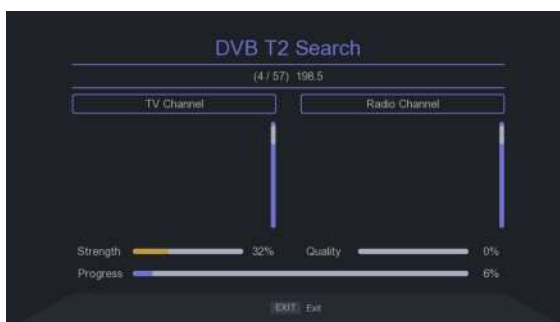 DVB T2 Search
(4 / 57) 198.5
TV Channel Radio Channel
Strength 32% Quality 0%
Progress 6%
EXIT Exit